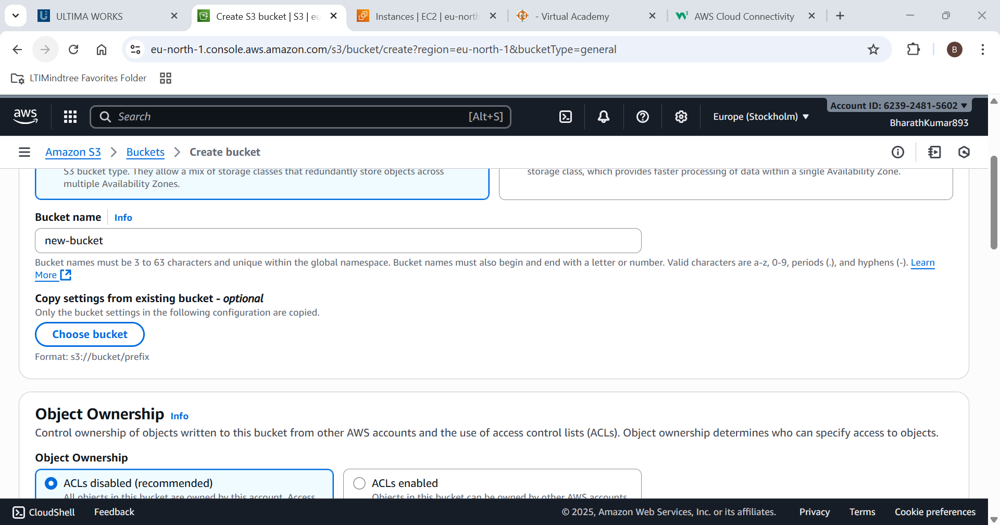 ULTIMA WORKS
Create S3 bucket | S3 | eu
Instances | EC2 | eu-north
- Virtual Academy
AWS Cloud Connectivity
eu-north-1.console.aws.amazon.com/s3/bucket/create?region=eu-north-1&bucketType=general
B
LTIMindtree Favorites Folder
aws
Search
[Alt+S]
Europe (Stockholm)
Account ID: 6239-2481-5602
BharathKumar893
Amazon S3
Buckets
Create bucket
S3 bucket type. They allow a mix of storage classes that redundantly store objects across
multiple Availability Zones.
storage class, which provides faster processing of data within a single Availability Zone.
Bucket name
Info
new-bucket
Bucket names must be 3 to 63 characters and unique within the global namespace. Bucket names must also begin and end with a letter or number. Valid characters are a-z, 0-9, periods (.), and hyphens (-). Learn
More
Copy settings from existing bucket - optional
Only the bucket settings in the following configuration are copied.
Choose bucket
Format: s3://bucket/prefix
Object Ownership Info
Control ownership of objects written to this bucket from other AWS accounts and the use of access control lists (ACLs). Object ownership determines who can specify access to objects.
Object Ownership
ACLs disabled (recommended)
All objects in this bucket are owned by this account. Access
ACLs enabled
Objects in this bucket can be owned by other AWS accounts.
CloudShell
Feedback
© 2025, Amazon Web Services, Inc. or its affiliates.
Privacy
Terms
Cookie preferences